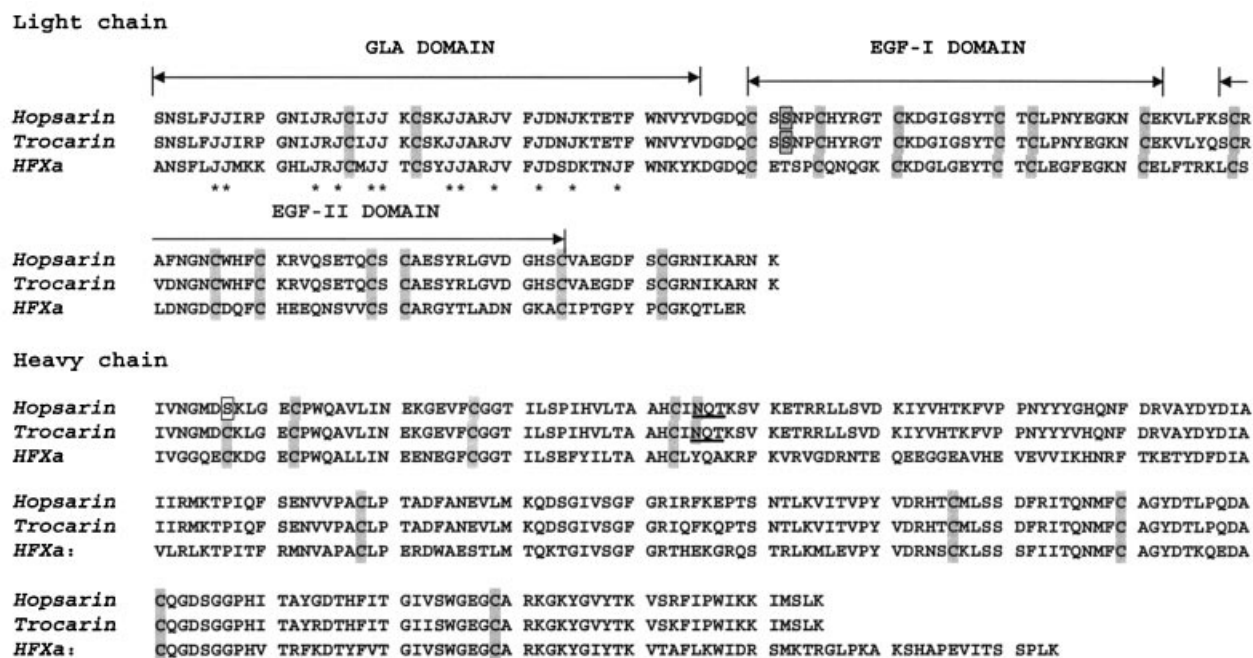 Light chain
GLA DOMAIN EGF-I DOMAIN
Hopsarin SNSLFJJIRP GNIJRJCIJJ KCSKJJARJV FJDNJKTETF WNVYVDGDQC SSNPCHYRGT CKDGIGSYTC TCLPNYEGKN CEKVLFKSCR
Trocarin SNSLFJJIRP GNIJRJCIJJ KCSKJJARJV FJDNJKTETF WNVYVDGDQC SSNPCHYRGT CKDGIGSYTC TCLPNYEGKN CEKVLYQSCR
HFXa ANSFLJJMKK GHLJRJCMJJ TCSYJJARJV FJDSDKTNJF WNKYKDGDQC ETSPCQNQGK CKDGLGEYTC TCLEGFEGKN CELFTRKLCS
** * * ** ** * * * *
EGF-II DOMAIN
Hopsarin AFNGNCWHFC KRVQSETQCS CAESYRLGVD GHSCVAEGDF SCGRNIKARN K
Trocarin VDNGNCWHFC KRVQSETQCS CAESYRLGVD GHSCVAEGDF SCGRNIKARN K
HFXa LDNGDCDQFC HEEQNSVVCS CARGYTLADN GKACIPTGPY PCGKQTLER
Heavy chain
Hopsarin IVNGMDSKLG ECPWQAVLIN EKGEVFCGGT ILSPIHVLTA AHCINQTKSV KETRRLLSVD KIYVHTKFVP PNYYYGHQNF DRVAYDYDIA
Trocarin IVNGMDCKLG ECPWQAVLIN EKGEVFCGGT ILSPIHVLTA AHCINQTKSV KETRRLLSVD KIYVHTKFVP PNYYYVHQNF DRVAYDYDIA
HFXa IVGGQECKDG ECPWQALLIN EENEGFCGGT ILSEFYILTA AHCLYQAKRF KVRVGDRNTE QEEGGEAVHE VEVVIKHNRF TKETYDFDIA
Hopsarin IIRMKTPIQF SENVVPACLP TADFANEVLM KQDSGIVSGF GRIRFKEPTS NTLKVITVPY VDRHTCMLSS DFRITQNMFC AGYDTLPQDA
Trocarin IIRMKTPIQF SENVVPACLP TADFANEVLM KQDSGIVSGF GRIQFKQPTS NTLKVITVPY VDRHTCMLSS DFRITQNMFC AGYDTLPQDA
HFXa: VLRLKTPITF RMNVAPACLP ERDWAESTLM TQKTGIVSGF GRTHEKGRQS TRLKMLEVPY VDRNSCKLSS SFIITQNMFC AGYDTKQEDA
Hopsarin CQGDSGGPHI TAYGDTHFIT GIVSWGEGCA RKGKYGVYTK VSRFIPWIKK IMSLK
Trocarin CQGDSGGPHI TAYRDTHFIT GIISWGEGCA RKGKYGIYTK VSKFIPWIKK IMSLK
HFXa: CQGDSGGPHV TRFKDTYFVT GIVSWGEGCA RKGKYGIYTK VTAFLKWIDR SMKTRGLPKA KSHAPEVITS SPLK